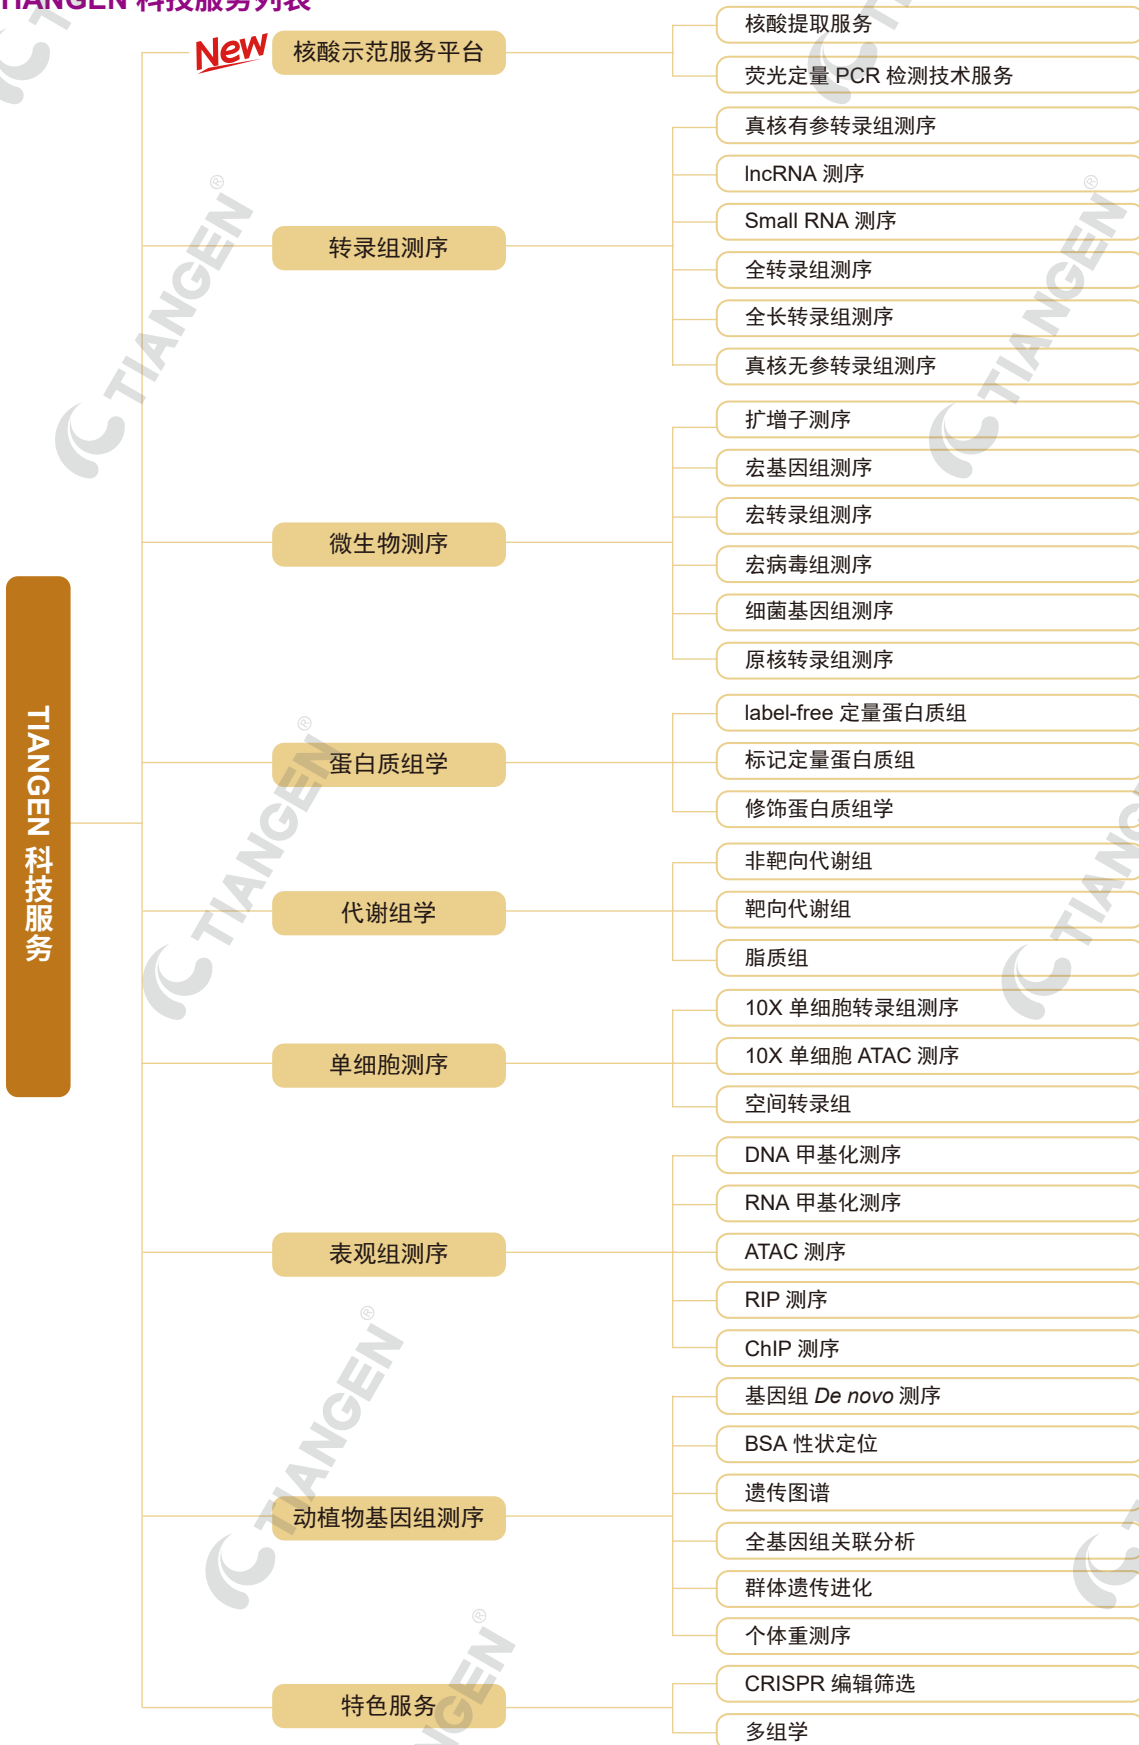 TIANGEN 科技服务列表
New
核酸示范服务平台
核酸提取服务
荧光定量 PCR 检测技术服务
转录组测序
真核有参转录组测序
lncRNA 测序
Small RNA 测序
全转录组测序
全长转录组测序
真核无参转录组测序
微生物测序
扩增子测序
宏基因组测序
宏转录组测序
宏病毒组测序
细菌基因组测序
原核转录组测序
TIANGEN 科技服务
蛋白质组学
label-free 定量蛋白质组
标记定量蛋白质组
修饰蛋白质组学
代谢组学
非靶向代谢组
靶向代谢组
脂质组
单细胞测序
10X 单细胞转录组测序
10X 单细胞 ATAC 测序
空间转录组
表观组测序
DNA 甲基化测序
RNA 甲基化测序
ATAC 测序
RIP 测序
ChIP 测序
动植物基因组测序
基因组 De novo 测序
BSA 性状定位
遗传图谱
全基因组关联分析
群体遗传进化
个体重测序
特色服务
CRISPR 编辑筛选
多组学
TIANGEN®
TIANGEN®
TIANGEN®
TIANGEN®